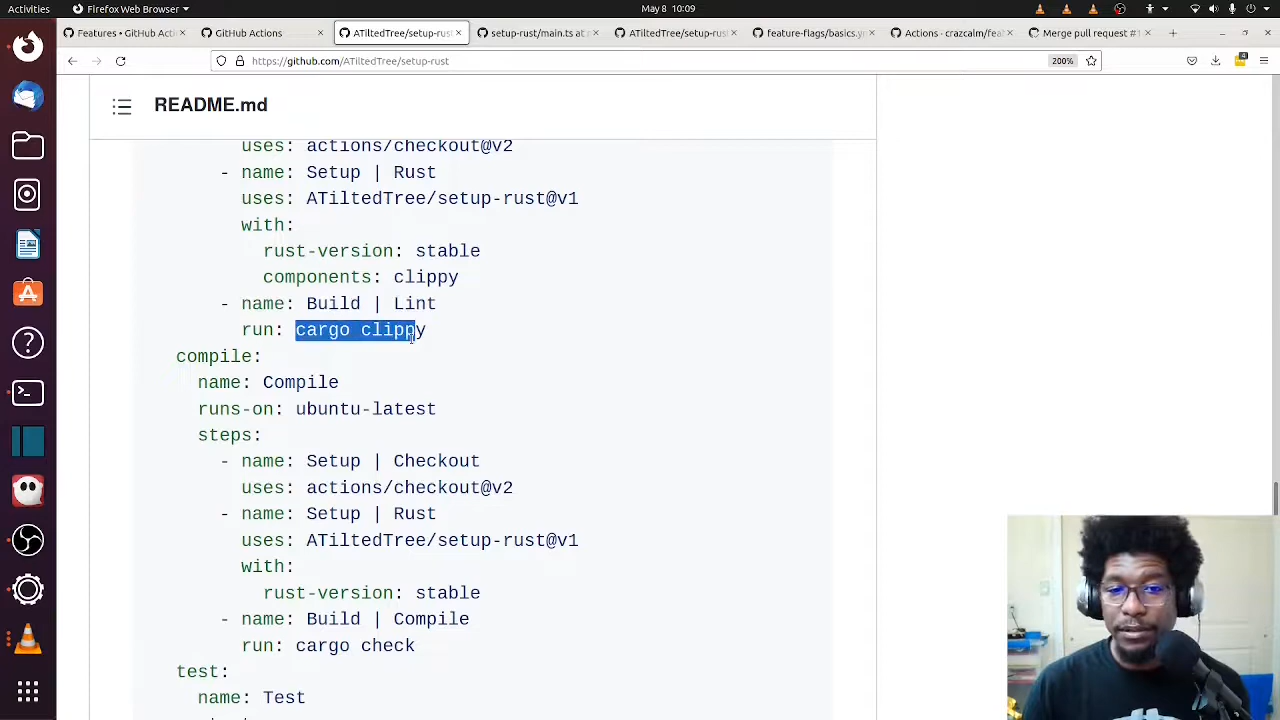 Activities
Firefox Web Browser
May 8 10:09
Features • GitHub Acti
GitHub Actions
ATiltedTree/setup-rust
setup-rust/main.ts at
ATiltedTree/setup-rust
feature-flags/basics.y
Actions · crazcalm/feat
Merge pull request #1
https://github.com/ATiltedTree/setup-rust
200%
README.md
uses: actions/checkout@v2
- name: Setup | Rust
uses: ATiltedTree/setup-rust@v1
with:
rust-version: stable
components: clippy
- name: Build | Lint
run: cargo clippy
compile:
name: Compile
runs-on: ubuntu-latest
steps:
- name: Setup | Checkout
uses: actions/checkout@v2
- name: Setup | Rust
uses: ATiltedTree/setup-rust@v1
with:
rust-version: stable
- name: Build | Compile
run: cargo check
test:
name: Test